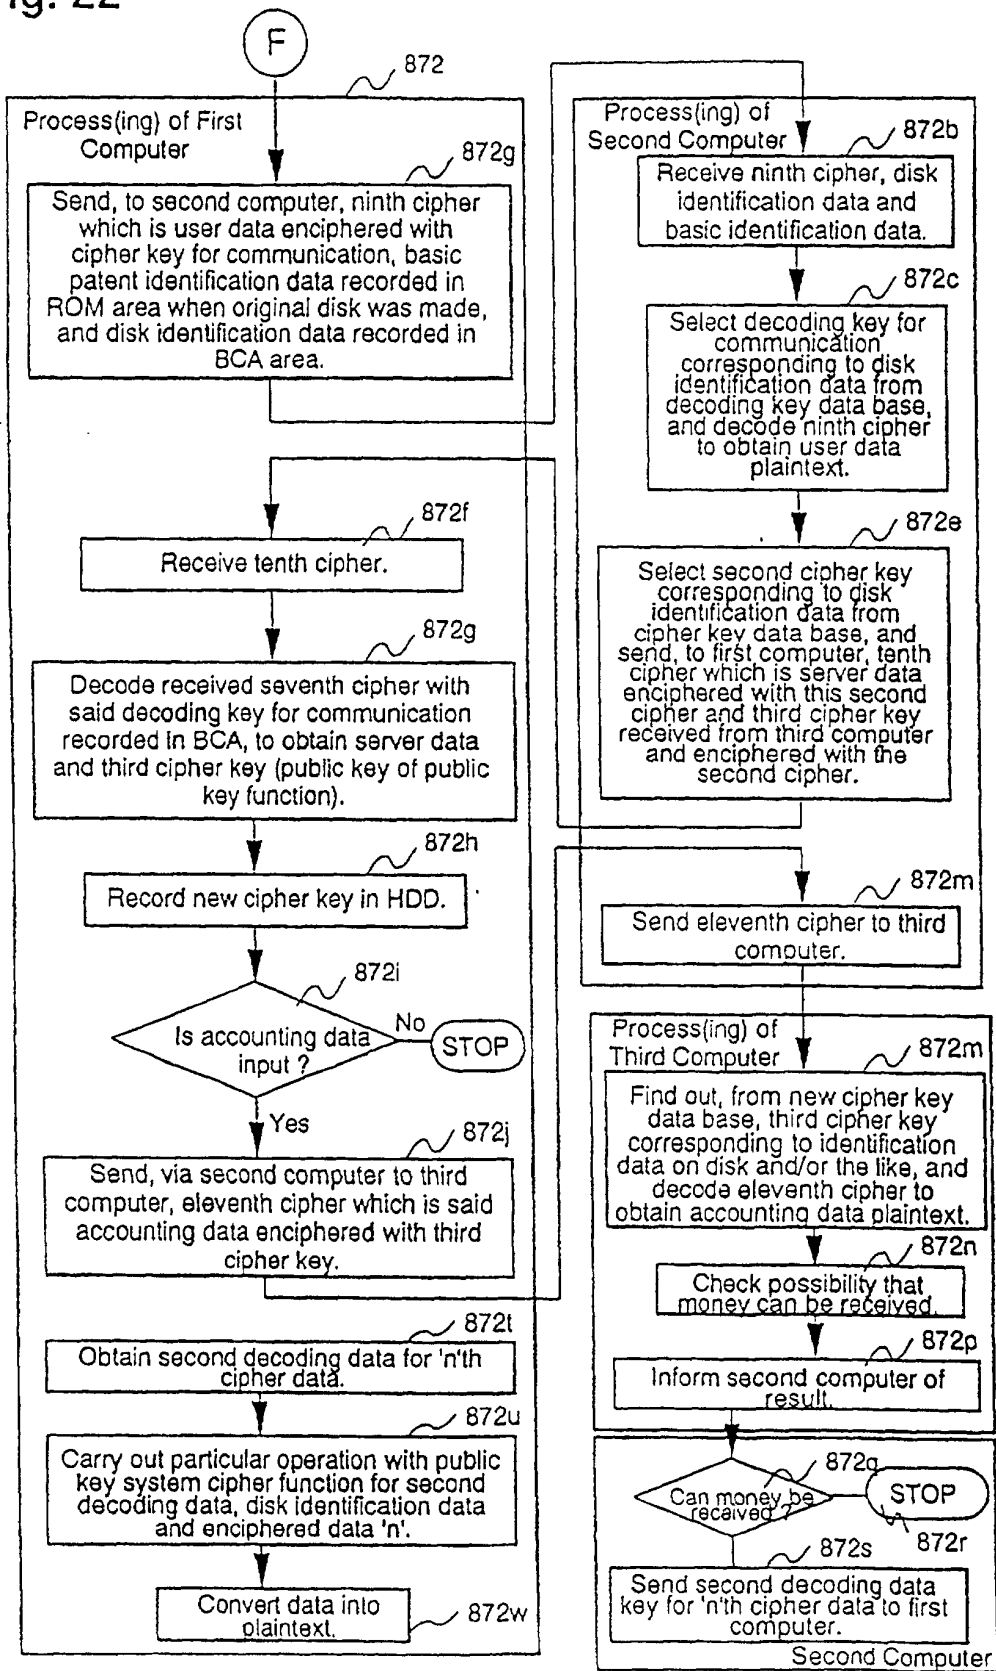 Fig. 22
F
872
Process(ing) of First
Computer
872g
Send, to second computer, ninth cipher
which is user data enciphered with
cipher key for communication, basic
patent identification data recorded in
ROM area when original disk was made,
and disk identification data recorded in
BCA area.
872f
Receive tenth cipher.
872g
Decode received seventh cipher with
said decoding key for communication
recorded in BCA, to obtain server data
and third cipher key (public key of public
key function).
872h
Record new cipher key in HDD.
872i
Is accounting data
input ?
No
STOP
Yes
872j
Send, via second computer to third
computer, eleventh cipher which is said
accounting data enciphered with third
cipher key.
872t
Obtain second decoding data for 'n'th
cipher data.
872u
Carry out particular operation with public
key system cipher function for second
decoding data, disk identification data
and enciphered data 'n'.
Convert data into
plaintext.
872w
Process(ing) of
Second Computer
872b
Receive ninth cipher, disk
identification data and
basic identification data.
872c
Select decoding key for
communication
corresponding to disk
identification data from
decoding key data base,
and decode ninth cipher
to obtain user data
plaintext.
872e
Select second cipher key
corresponding to disk
identification data from
cipher key data base, and
send, to first computer, tenth
cipher which is server data
enciphered with this second
cipher and third cipher key
received from third computer
and enciphered with the
second cipher.
872m
Send eleventh cipher to third
computer.
Process(ing) of
Third Computer
872m
Find out, from new cipher key
data base, third cipher key
corresponding to identification
data on disk and/or the like, and
decode eleventh cipher to
obtain accounting data plaintext.
872n
Check possibility that
money can be received.
872p
Inform second computer of
result.
872q
Can money be
received ?
STOP
872r
872s
Send second decoding data
key for 'n'th cipher data to first
computer.
Second Computer